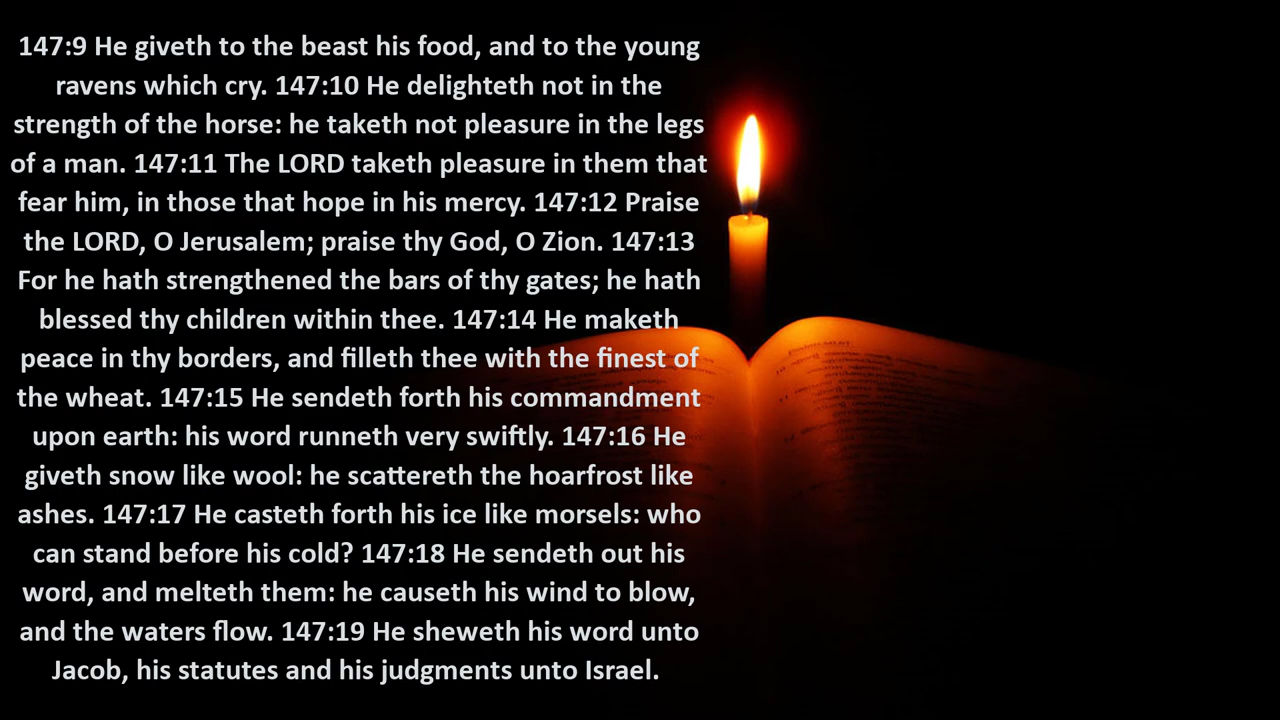 147:9 He giveth to the beast his food, and to the young
ravens which cry. 147:10 He delighteth not in the
strength of the horse: he taketh not pleasure in the legs
of a man. 147:11 The LORD taketh pleasure in them that
fear him, in those that hope in his mercy. 147:12 Praise
the LORD, O Jerusalem; praise thy God, O Zion. 147:13
For he hath strengthened the bars of thy gates; he hath
blessed thy children within thee. 147:14 He maketh
peace in thy borders, and filleth thee with the finest of
the wheat. 147:15 He sendeth forth his commandment
upon earth: his word runneth very swiftly. 147:16 He
giveth snow like wool: he scattereth the hoarfrost like
ashes. 147:17 He casteth forth his ice like morsels: who
can stand before his cold? 147:18 He sendeth out his
word, and melteth them: he causeth his wind to blow,
and the waters flow. 147:19 He sheweth his word unto
Jacob, his statutes and his judgments unto Israel.